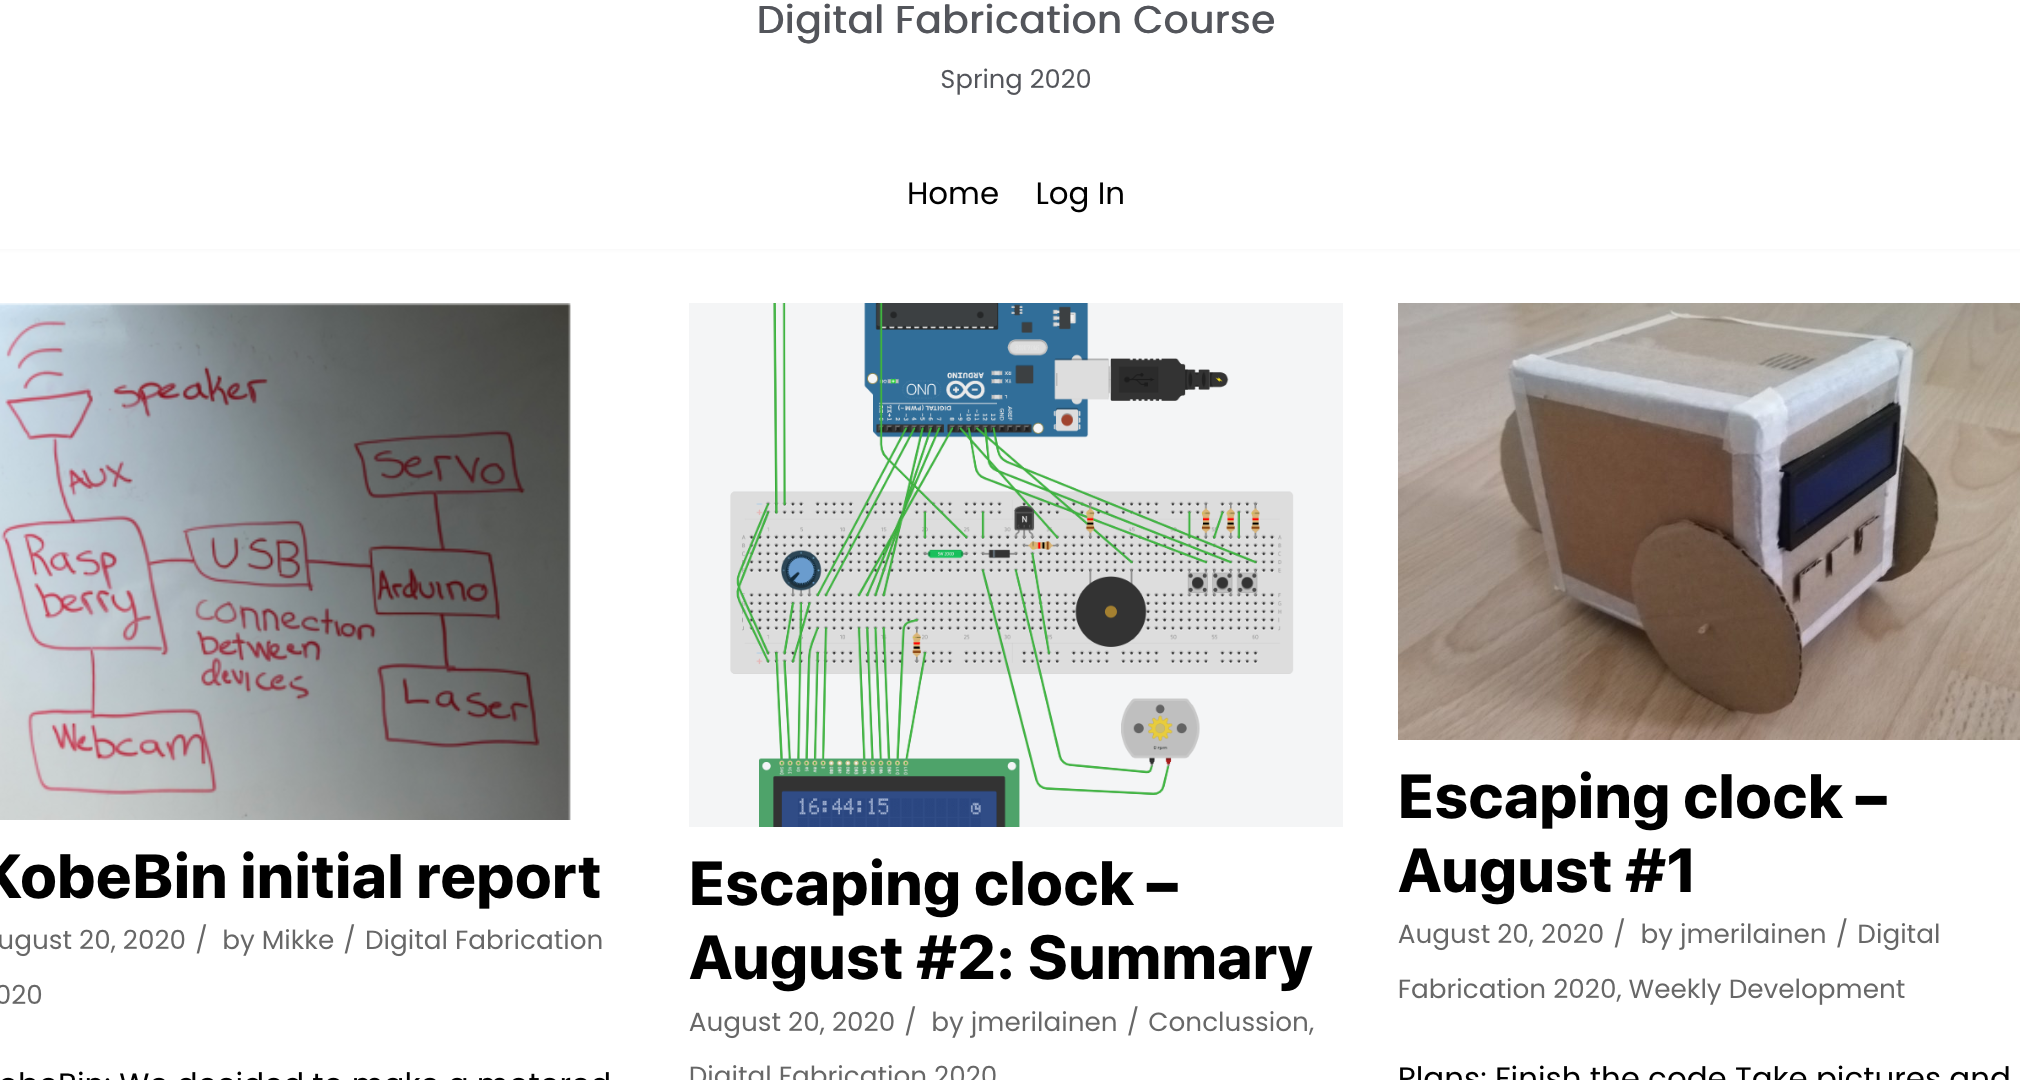 Digital Fabrication Course
Spring 2020
Home Log In
speaker
AUX
Servo
Rasp
berry
USB
Arduino
connection
between
devices
Laser
Webcam
ARDUINO
UNO
DIGITAL (PWM~)
N
16:44:15
KobeBin initial report
ugust 20, 2020 / by Mikke / Digital Fabrication
020
obeBin: We decided to make a motored
Escaping clock –
August #2: Summary
August 20, 2020 / by jmerilainen / Conclussion,
Digital Fabrication 2020
Escaping clock –
August #1
August 20, 2020 / by jmerilainen / Digital
Fabrication 2020, Weekly Development
Plans: Finish the code Take pictures and